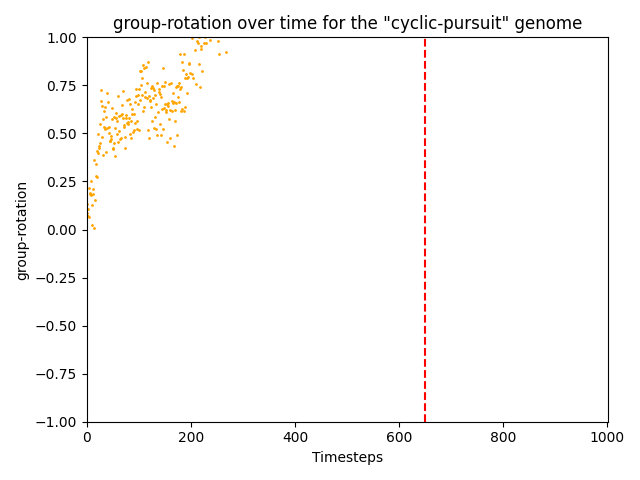 group-rotation over time for the "cyclic-pursuit" genome
1.00
0.75
0.50
0.25
0.00
−0.25
−0.50
−0.75
−1.00
group-rotation
0 200 400 600 800 1000
Timesteps